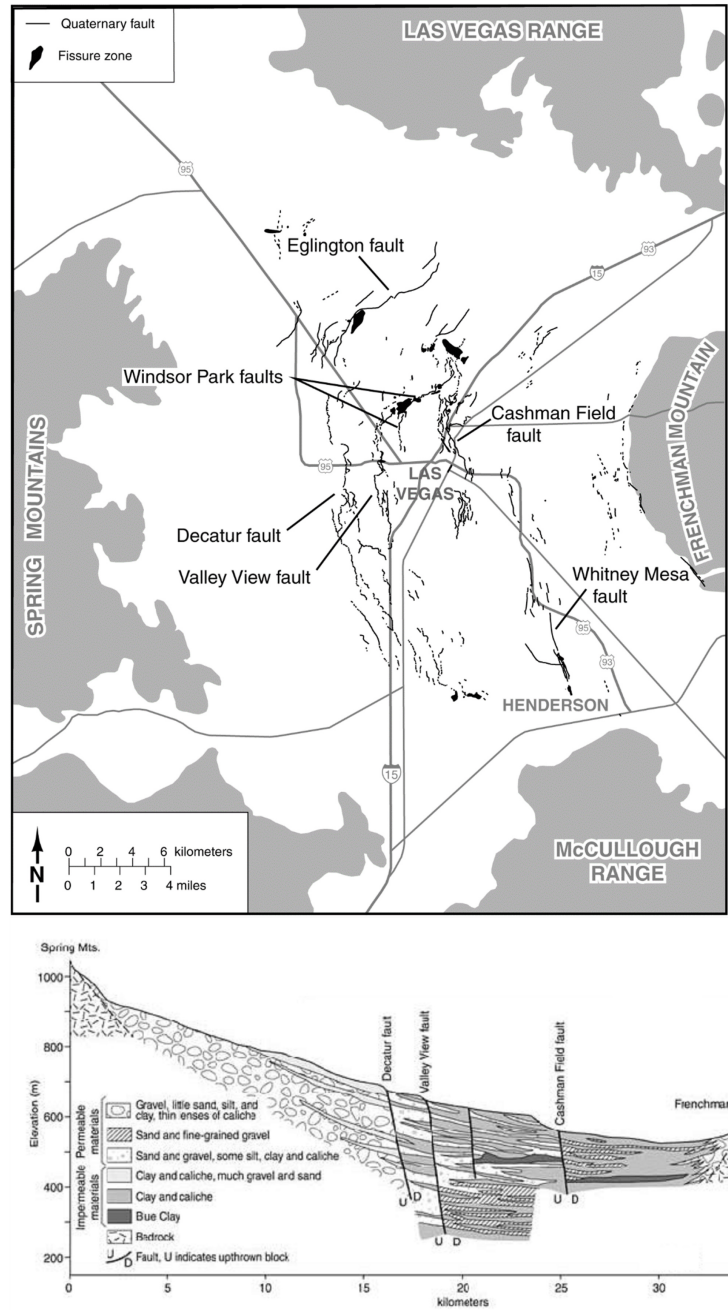 Quaternary fault
Fissure zone
LAS VEGAS RANGE
95
Eglington fault
93
15
Windsor Park faults
Cashman Field
fault
FRENCHMAN MOUNTAIN
SPRING MOUNTAINS
95
LAS
VEGAS
Decatur fault
Valley View fault
Whitney Mesa
fault
95
93
HENDERSON
15
McCULLOUGH
RANGE
N
0 2 4 6 kilometers
0 1 2 3 4 miles
Spring Mts.
1000
800
600
400
200
Elevation (m)
Decatur faut
Valley View fault
Cashman Field fault
Frenchman
Permeable
materials
Gravel, little sand, silt, and
clay, thin enses of caliche
Sand anc fine-grained gravel
Sand anc gravel, some silt, clay and caliche
Impermeable
materials
Clay and caliche, much gravel and sand
Clay and caliche
Bue Clay
Bedrock
U
D
Fault, U indicates upthrown block
U D
U D
U D
0 5 10 15 20 25 30
kilometers